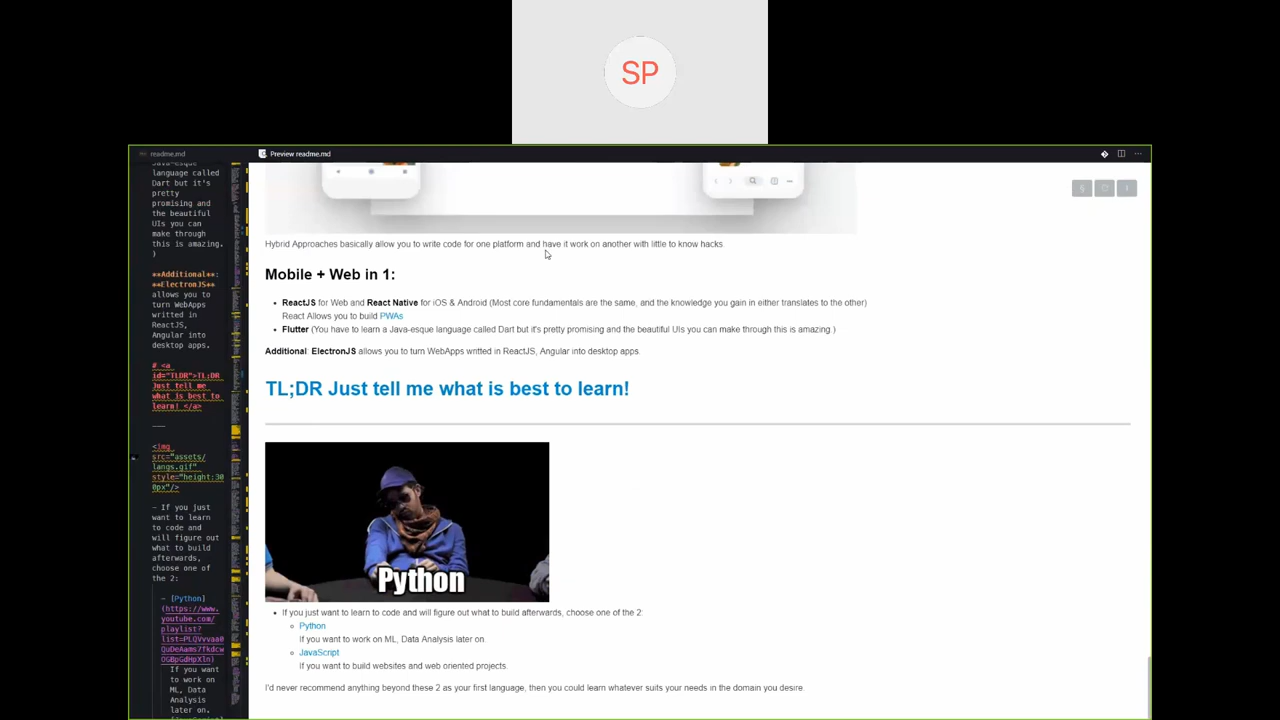 SP
readme.md
Preview readme.md
Java-esque
language called
Dart but it's
pretty
promising and
the beautiful
UIs you can
make through
this is amazing.
)
**Additional**:
**ElectronJS**
allows you to
turn WebApps
writted in
ReactJS,
Angular into
desktop apps.
# <a
id="TLDR">TL;DR
Just tell me
what is best to
learn! </a>
---
<img
src="assets/
langs.gif"
style="height:30
0px"/>
- If you just
want to learn
to code and
will figure out
what to build
afterwards,
choose one of
the 2:
- [Python]
(https://www.
youtube.com/
playlist?
If you want
to work on
ML, Data
Analysis
later on.
Hybrid Approaches basically allow you to write code for one platform and have it work on another with little to know hacks
Mobile + Web in 1:
• ReactJS for Web and React Native for iOS & Android (Most core fundamentals are the same, and the knowledge you gain in either translates to the other)
React Allows you to build PWAs
• Flutter (You have to learn a Java-esque language called Dart but it's pretty promising and the beautiful UIs you can make through this is amazing.)
Additional: ElectronJS allows you to turn WebApps writted in ReactJS, Angular into desktop apps.
TL;DR Just tell me what is best to learn!
Python
• If you just want to learn to code and will figure out what to build afterwards, choose one of the 2:
○ Python
If you want to work on ML, Data Analysis later on.
○ JavaScript
If you want to build websites and web oriented projects.
I'd never recommend anything beyond these 2 as your first language, then you could learn whatever suits your needs in the domain you desire.